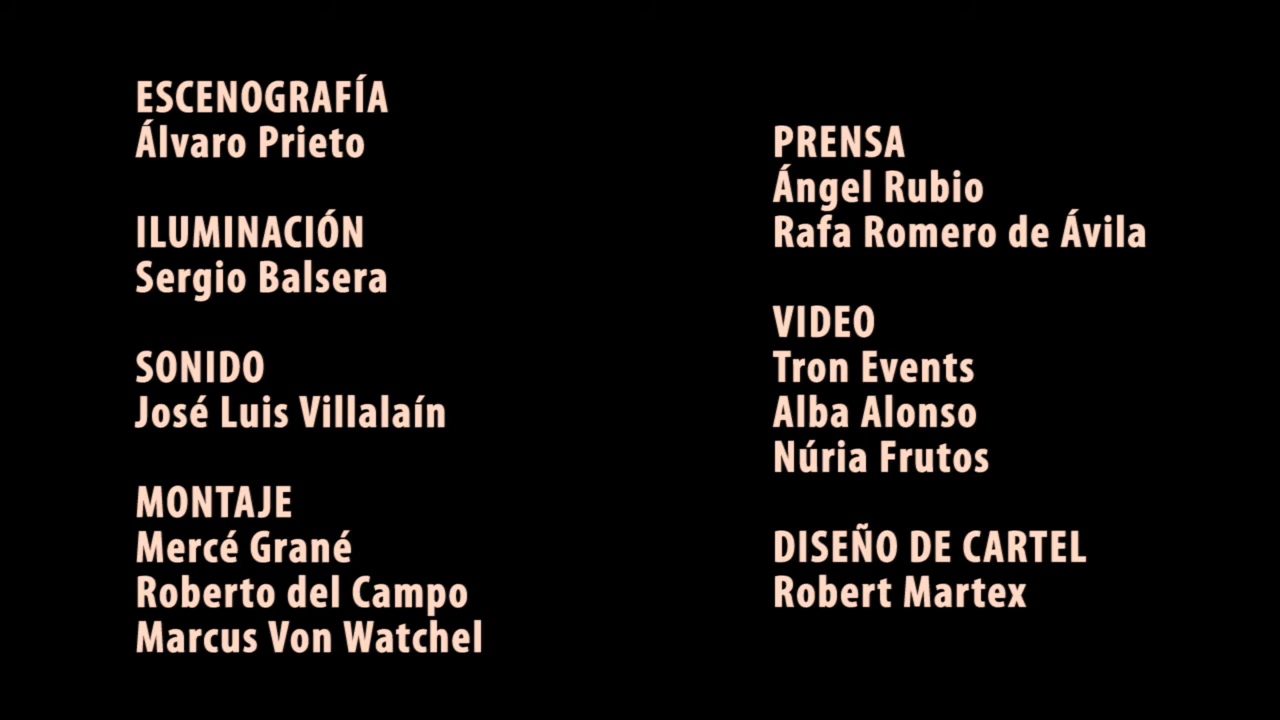 ESCENOGRAFÍA
Álvaro Prieto
ILUMINACIÓN
Sergio Balsera
SONIDO
José Luis Villalaín
MONTAJE
Mercé Grané
Roberto del Campo
Marcus Von Watchel
PRENSA
Ángel Rubio
Rafa Romero de Ávila
VIDEO
Tron Events
Alba Alonso
Núria Frutos
DISEÑO DE CARTEL
Robert Martex